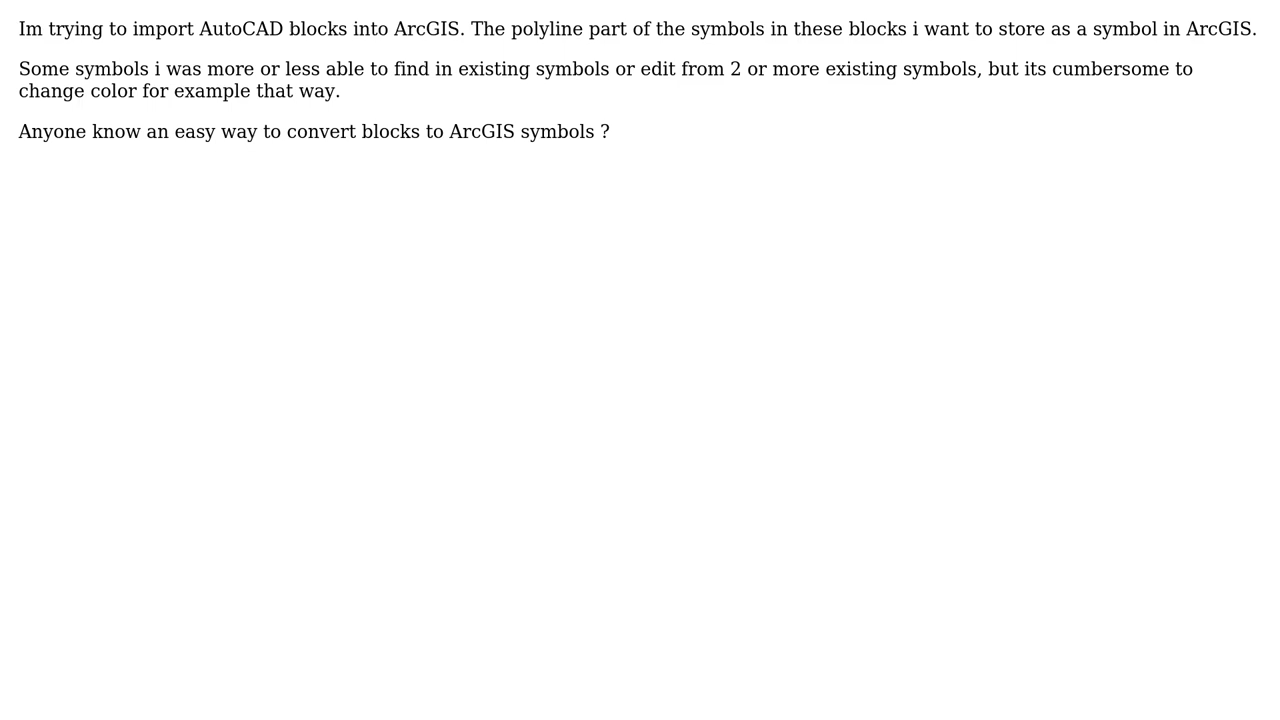 Im trying to import AutoCAD blocks into ArcGIS. The polyline part of the symbols in these blocks i want to store as a symbol in ArcGIS.
Some symbols i was more or less able to find in existing symbols or edit from 2 or more existing symbols, but its cumbersome to
change color for example that way.
Anyone know an easy way to convert blocks to ArcGIS symbols ?